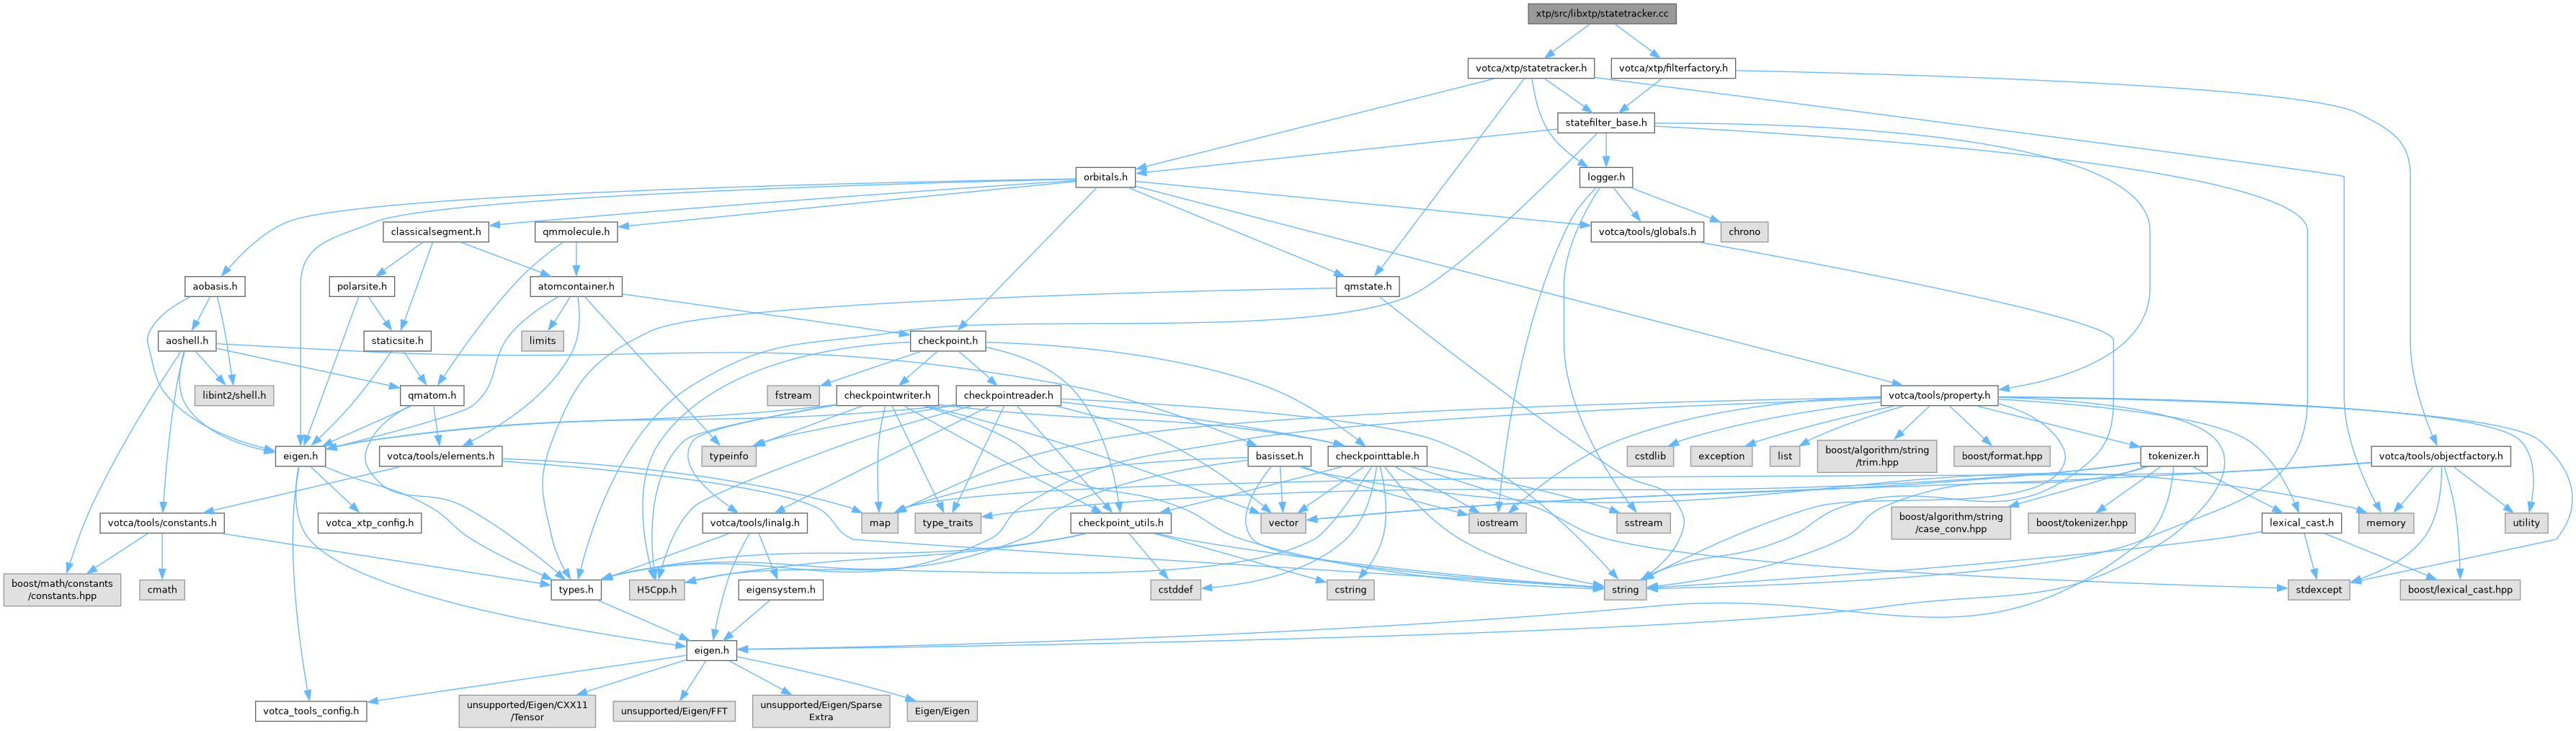 xtp/src/libxtp/statetracker.cc
votca/xtp/statetracker.h
votca/xtp/filterfactory.h
statefilter_base.h
orbitals.h
logger.h
classicalsegment.h
qmmolecule.h
votca/tools/globals.h
chrono
aobasis.h
polarsite.h
atomcontainer.h
qmstate.h
aoshell.h
staticsite.h
limits
checkpoint.h
libint2/shell.h
qmatom.h
fstream
checkpointwriter.h
checkpointreader.h
votca/tools/property.h
eigen.h
votca/tools/elements.h
typeinfo
basisset.h
checkpointtable.h
cstdlib
exception
list
boost/algorithm/string
/trim.hpp
boost/format.hpp
tokenizer.h
votca/tools/objectfactory.h
votca/tools/constants.h
votca_xtp_config.h
votca/tools/linalg.h
map
type_traits
checkpoint_utils.h
vector
iostream
sstream
boost/algorithm/string
/case_conv.hpp
boost/tokenizer.hpp
lexical_cast.h
memory
utility
boost/math/constants
/constants.hpp
cmath
types.h
H5Cpp.h
eigensystem.h
cstddef
cstring
string
stdexcept
boost/lexical_cast.hpp
eigen.h
votca_tools_config.h
unsupported/Eigen/CXX11
/Tensor
unsupported/Eigen/FFT
unsupported/Eigen/Sparse
Extra
Eigen/Eigen